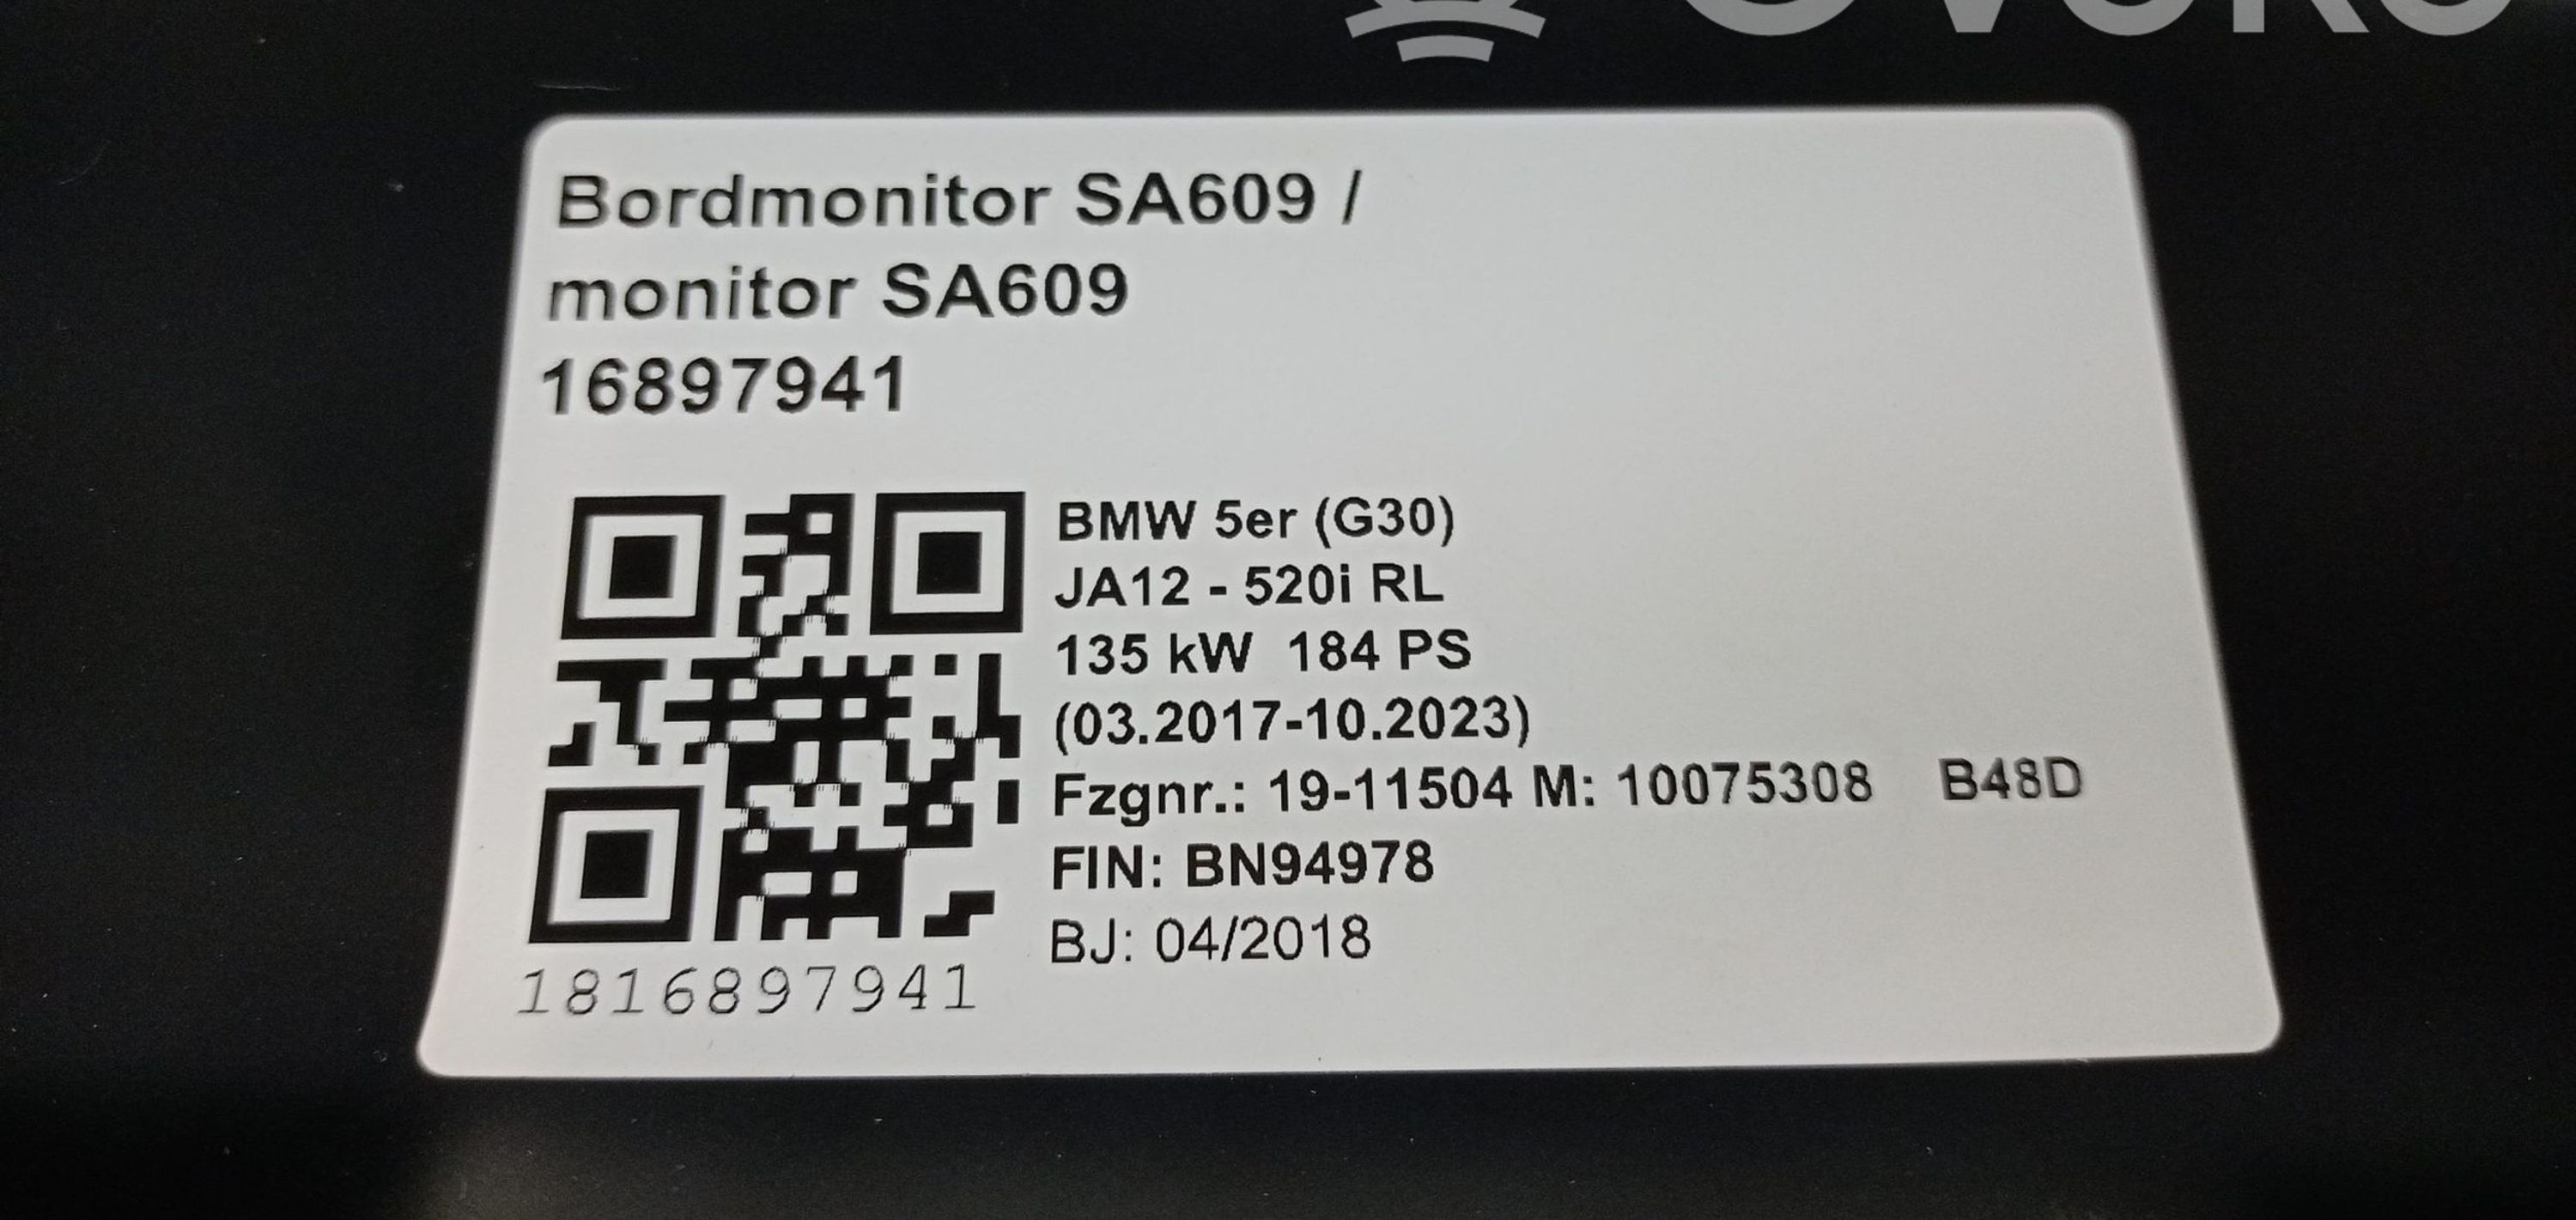 Bordmonitor SA609 /
monitor SA609
16897941
BMW 5er (G30)
JA12 - 520i RL
135 kW 184 PS
(03.2017-10.2023)
Fzgnr.: 19-11504 M: 10075308 B48D
FIN: BN94978
BJ: 04/2018
1816897941